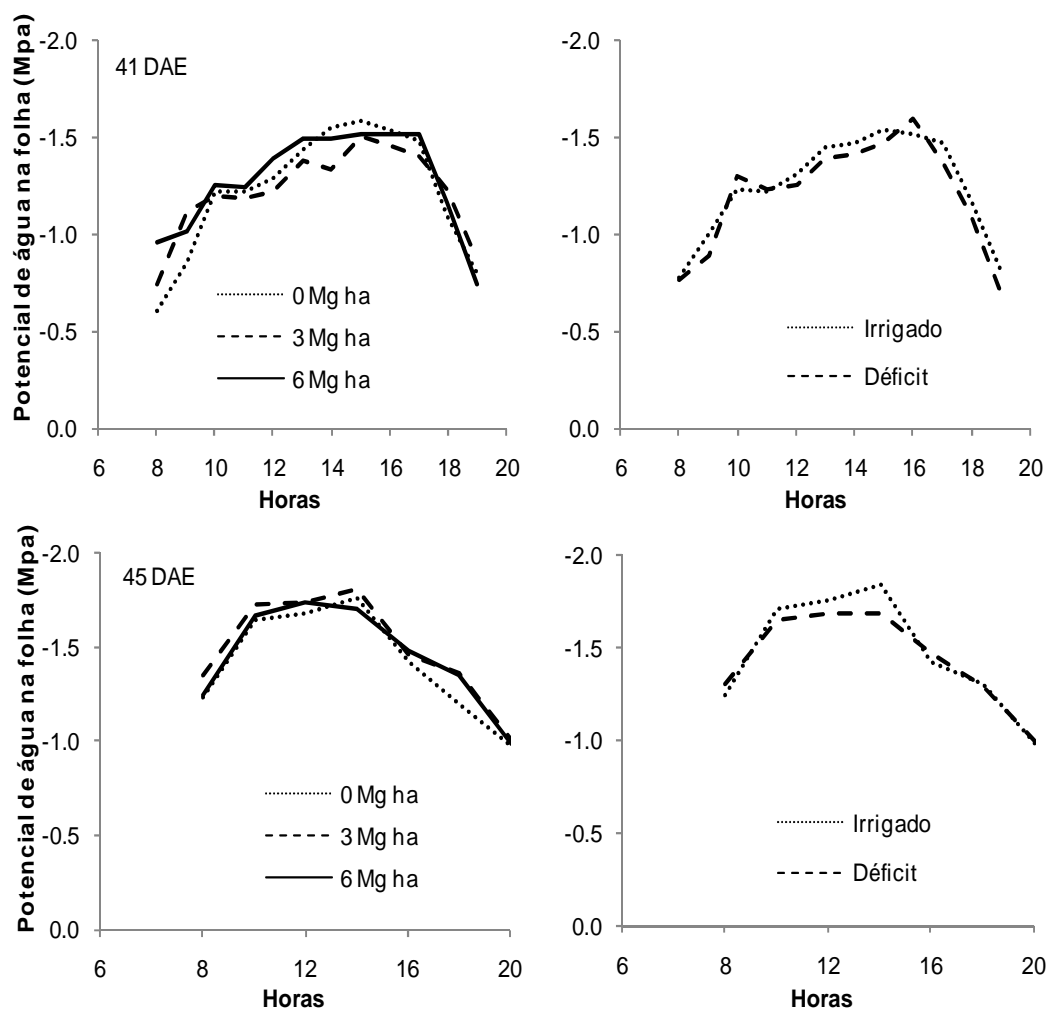 Potencial de água na folha (Mpa)
41 DAE
-2.0
-1.5
-1.0
-0.5
0.0
0 Mg ha
3 Mg ha
6 Mg ha
6 8 10 12 14 16 18 20
Horas
-2.0
-1.5
-1.0
-0.5
0.0
Irrigado
Déficit
6 8 10 12 14 16 18 20
Horas
Potencial de água na folha (Mpa)
45 DAE
-2.0
-1.5
-1.0
-0.5
0.0
0 Mg ha
3 Mg ha
6 Mg ha
6 8 12 16 20
Horas
-2.0
-1.5
-1.0
-0.5
0.0
Irrigado
Déficit
6 8 12 16 20
Horas